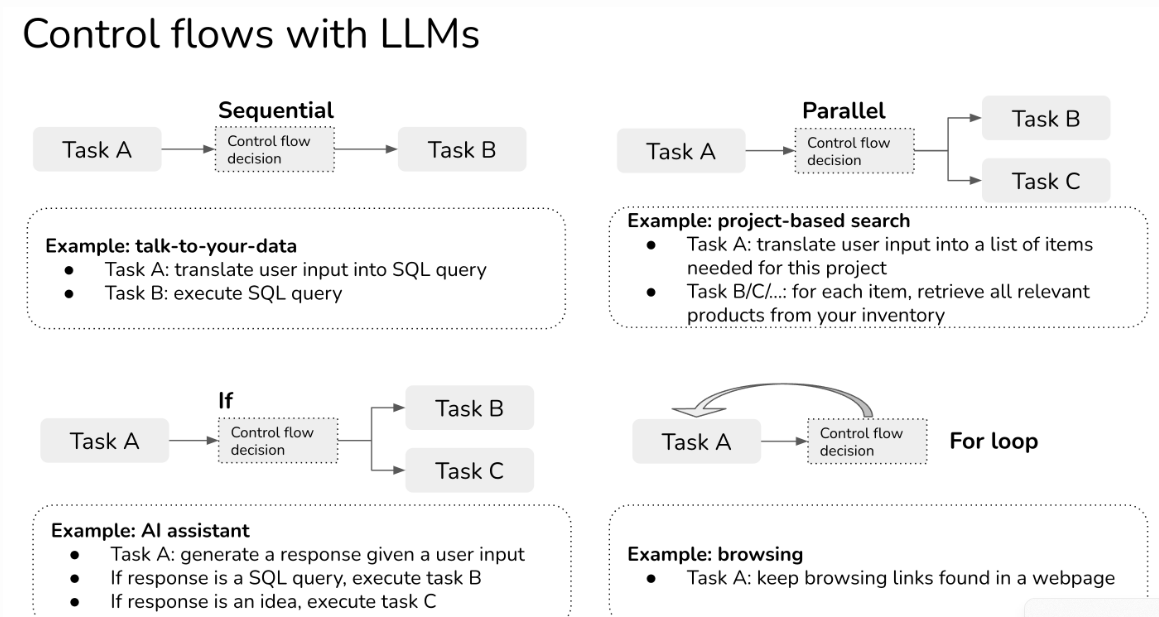 Control flows with LLMs
Sequential
Task A
Control flow
decision
Task B
Example: talk-to-your-data
● Task A: translate user input into SQL query
● Task B: execute SQL query
Parallel
Task A
Control flow
decision
Task B
Task C
Example: project-based search
● Task A: translate user input into a list of items
needed for this project
● Task B/C/...: for each item, retrieve all relevant
products from your inventory
If
Task A
Control flow
decision
Task B
Task C
Example: AI assistant
● Task A: generate a response given a user input
● If response is a SQL query, execute task B
● If response is an idea, execute task C
Task A
Control flow
decision
For loop
Example: browsing
● Task A: keep browsing links found in a webpage